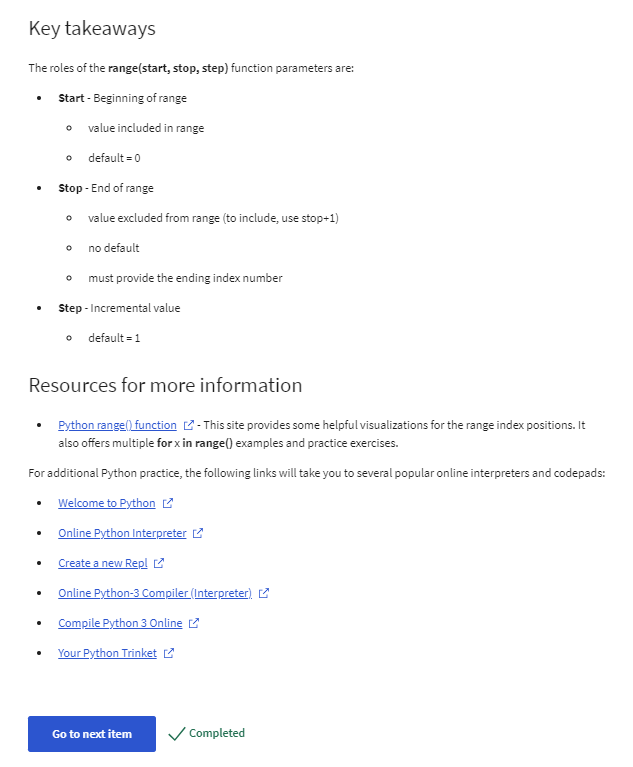 Key takeaways
The roles of the range(start, stop, step) function parameters are:
Start - Beginning of range
value included in range
default = 0
Stop - End of range
value excluded from range (to include, use stop+1)
no default
must provide the ending index number
Step - Incremental value
default = 1
Resources for more information
Python range() function - This site provides some helpful visualizations for the range index positions. It
also offers multiple for x in range() examples and practice exercises.
For additional Python practice, the following links will take you to several popular online interpreters and codepads:
Welcome to Python
Online Python Interpreter
Create a new Repl
Online Python-3 Compiler (Interpreter)
Compile Python 3 Online
Your Python Trinket
Go to next item Completed